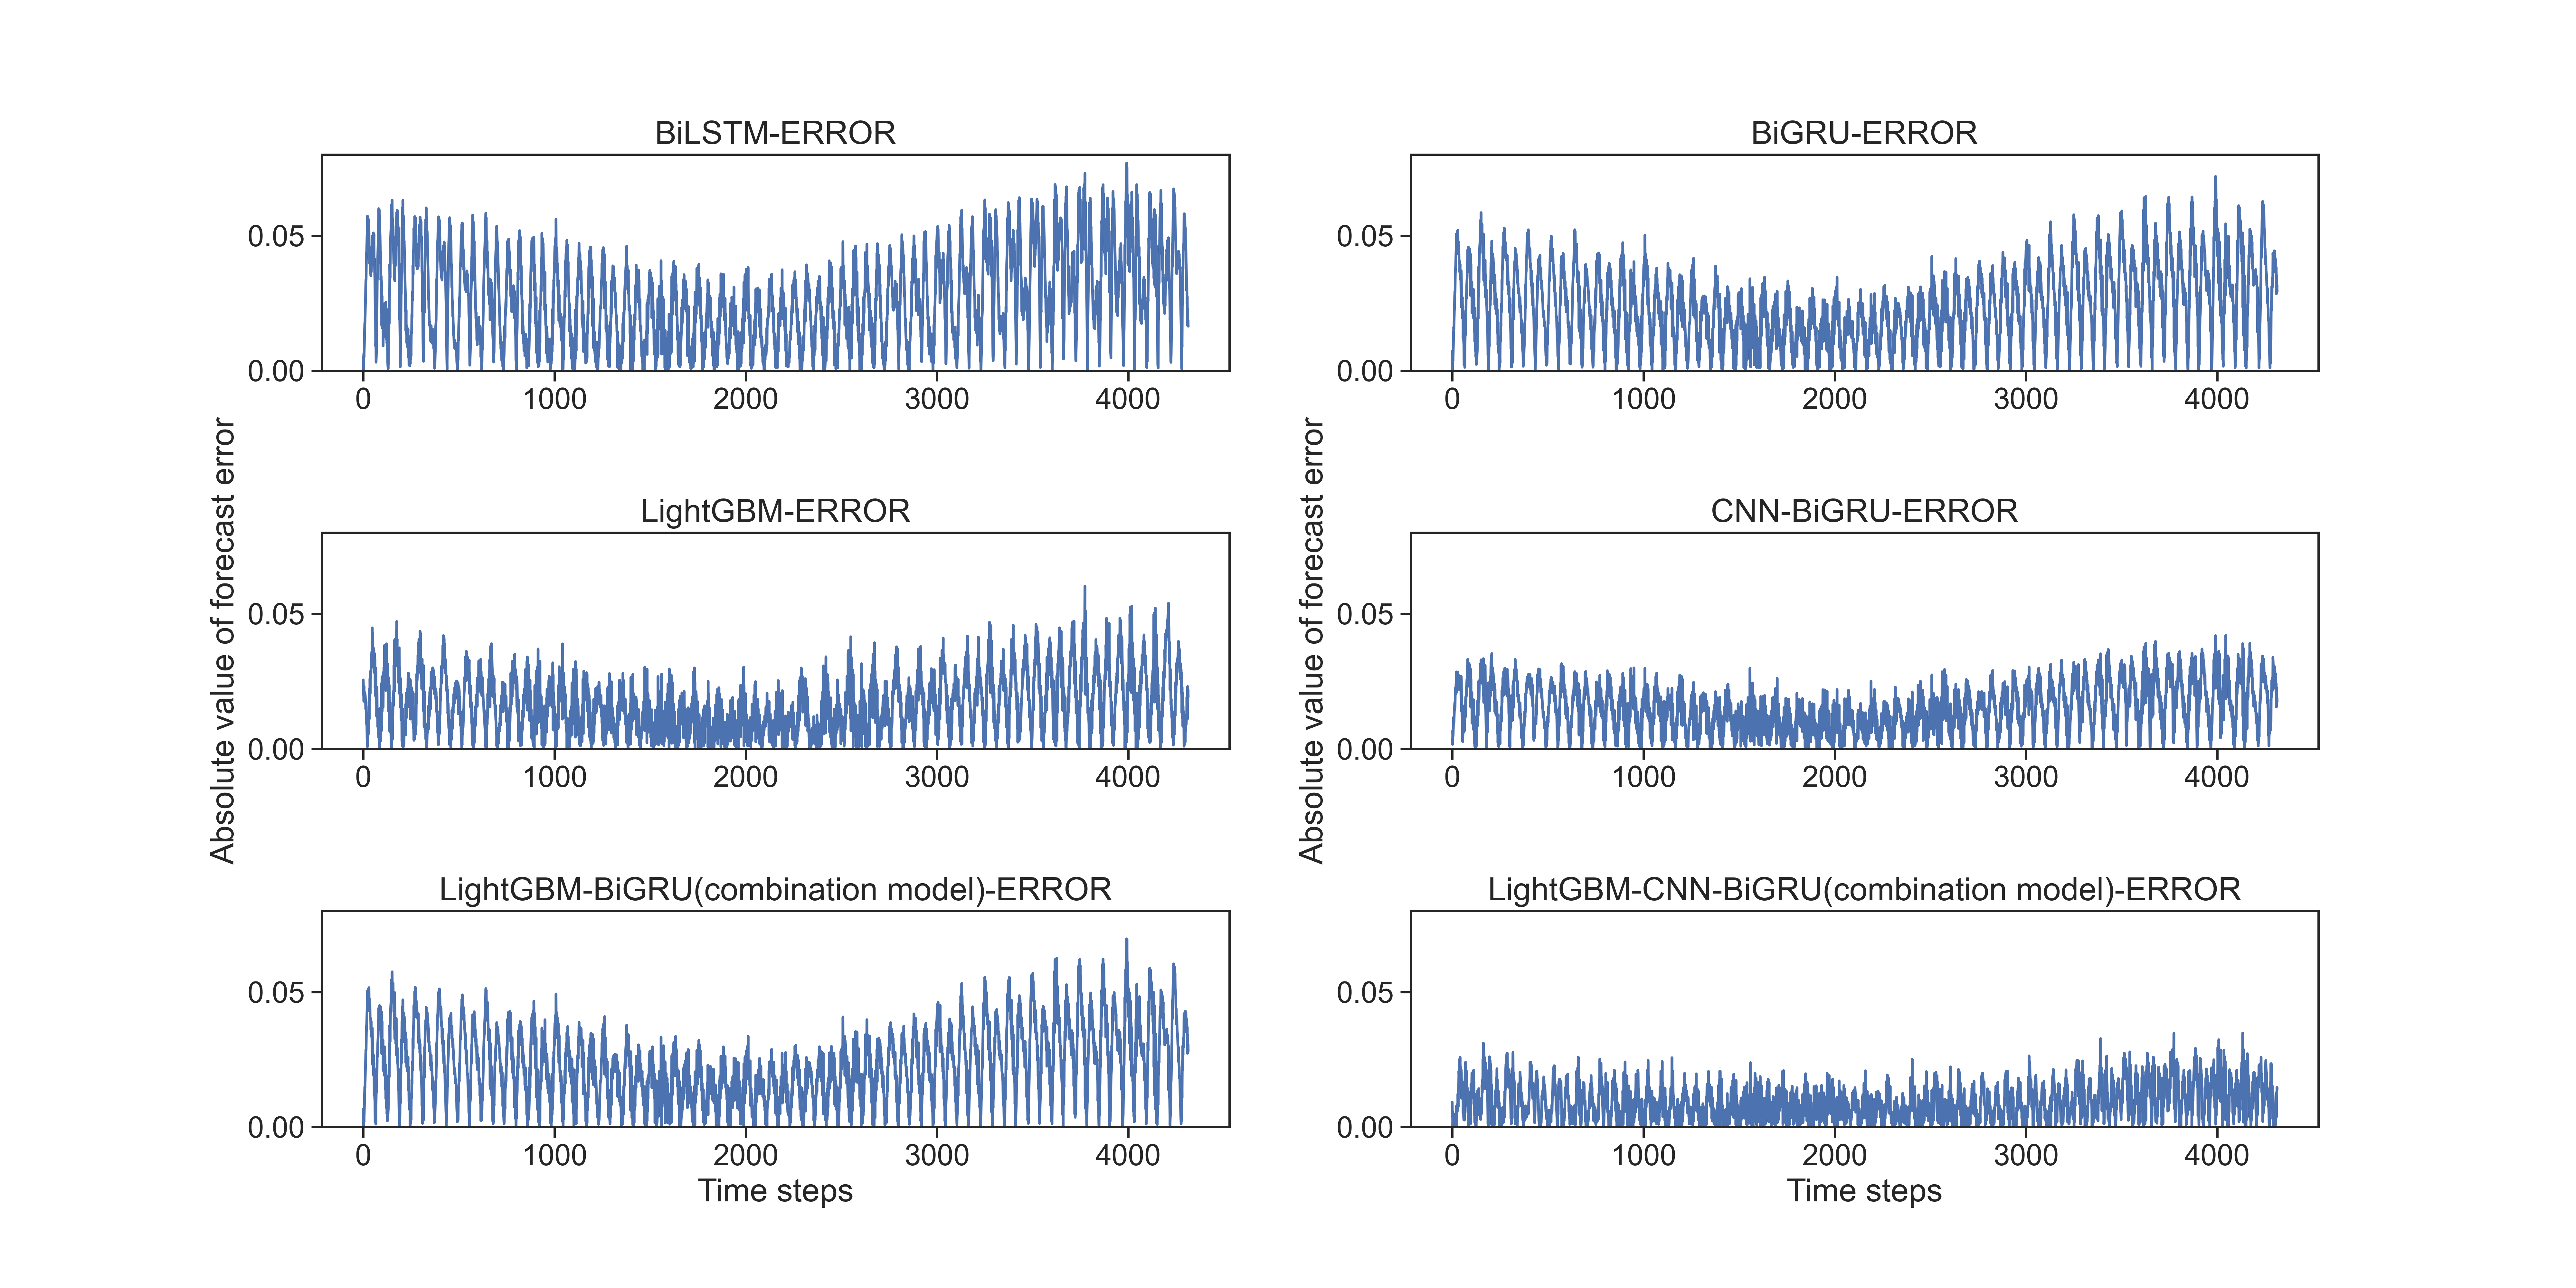 BiLSTM-ERROR
0.05
0.00
0 1000 2000 3000 4000
BiGRU-ERROR
0.05
0.00
0 1000 2000 3000 4000
Absolute value of forecast error
Absolute value of forecast error
LightGBM-ERROR
0.05
0.00
0 1000 2000 3000 4000
CNN-BiGRU-ERROR
0.05
0.00
0 1000 2000 3000 4000
LightGBM-BiGRU(combination model)-ERROR
0.05
0.00
0 1000 2000 3000 4000
Time steps
LightGBM-CNN-BiGRU(combination model)-ERROR
0.05
0.00
0 1000 2000 3000 4000
Time steps